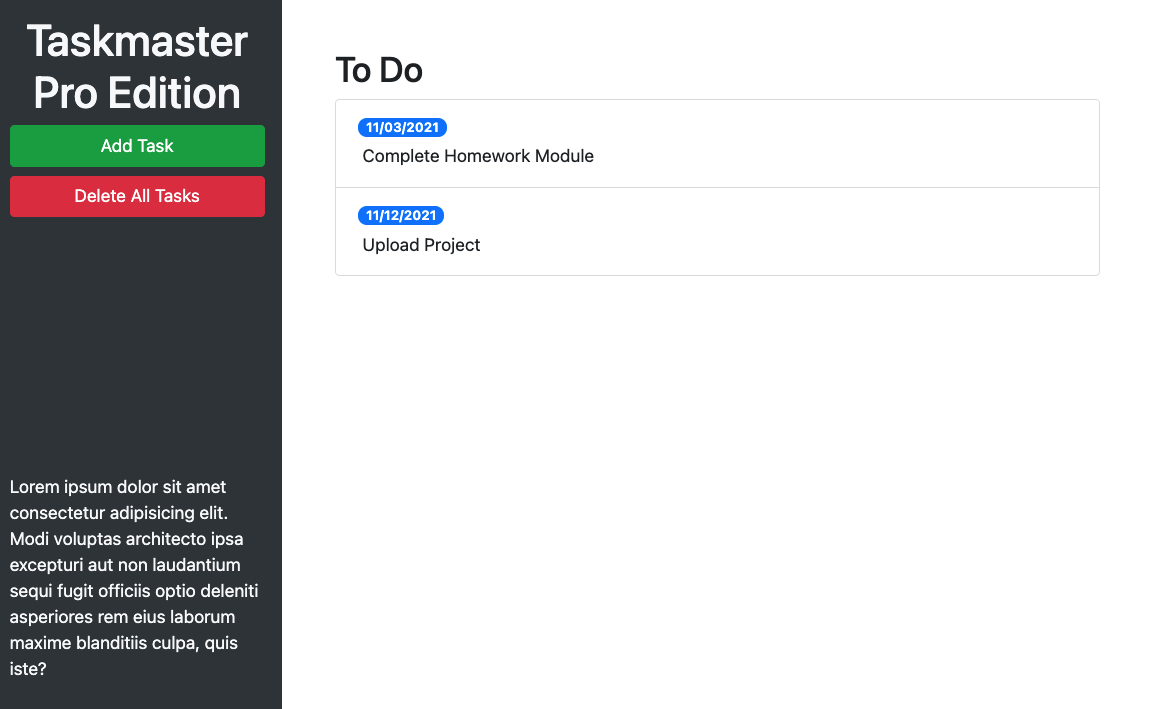 Taskmaster
Pro Edition
Add Task
Delete All Tasks
Lorem ipsum dolor sit amet
consectetur adipisicing elit.
Modi voluptas architecto ipsa
excepturi aut non laudantium
sequi fugit officiis optio deleniti
asperiores rem eius laborum
maxime blanditiis culpa, quis
iste?
To Do
11/03/2021
Complete Homework Module
11/12/2021
Upload Project